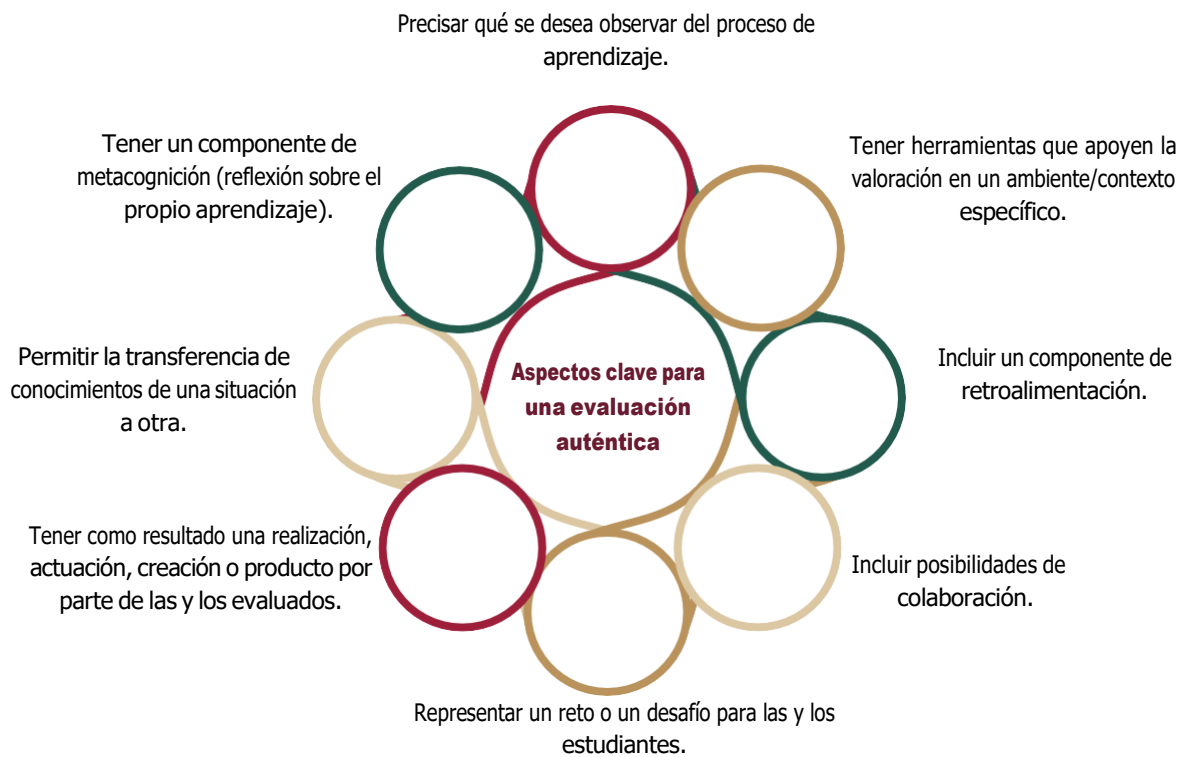 Precisar qué se desea observar del proceso de
aprendizaje.
Tener herramientas que apoyen la
valoración en un ambiente/contexto
específico.
Incluir un componente de
retroalimentación.
Incluir posibilidades de
colaboración.
Representar un reto o un desafío para las y los
estudiantes.
Tener como resultado una realización,
actuación, creación o producto por
parte de las y los evaluados.
Permitir la transferencia de
conocimientos de una situación
a otra.
Tener un componente de
metacognición (reflexión sobre el
propio aprendizaje).
Aspectos clave para
una evaluación
auténtica